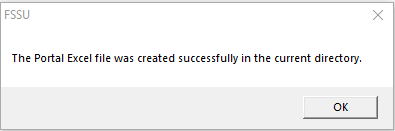 FSSU
The Portal Excel file was created successfully in the current directory.
OK